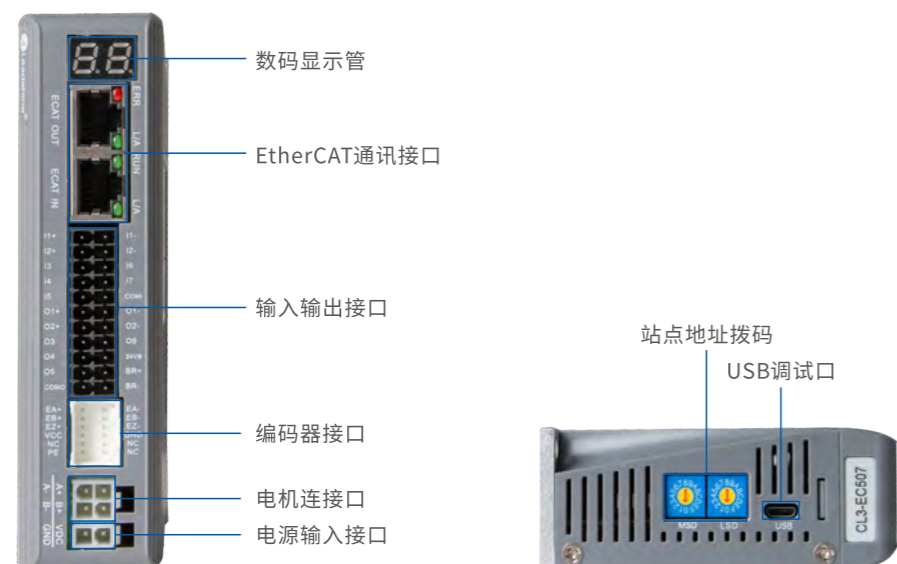 88
数码显示管
ERR
ECAT OUT
L/A
RUN
EtherCAT通讯接口
ECAT IN
L/A
I1+ I1-
I2+ I2-
I3 I6
I4 I7
I5 COMI
O1+ O1-
输入输出接口
O2+ O2-
O3 O6
O4 24VB
O5 BR+
COMO BR-
EA+ EA-
EB+ EB-
EZ+ EZ-
编码器接口
VCC GND
NC NC
PE NC
A- A+
电机连接口
B- B+
GND VDC
电源输入接口
站点地址拨码
USB调试口
MSD LSD USB
CL3-EC507